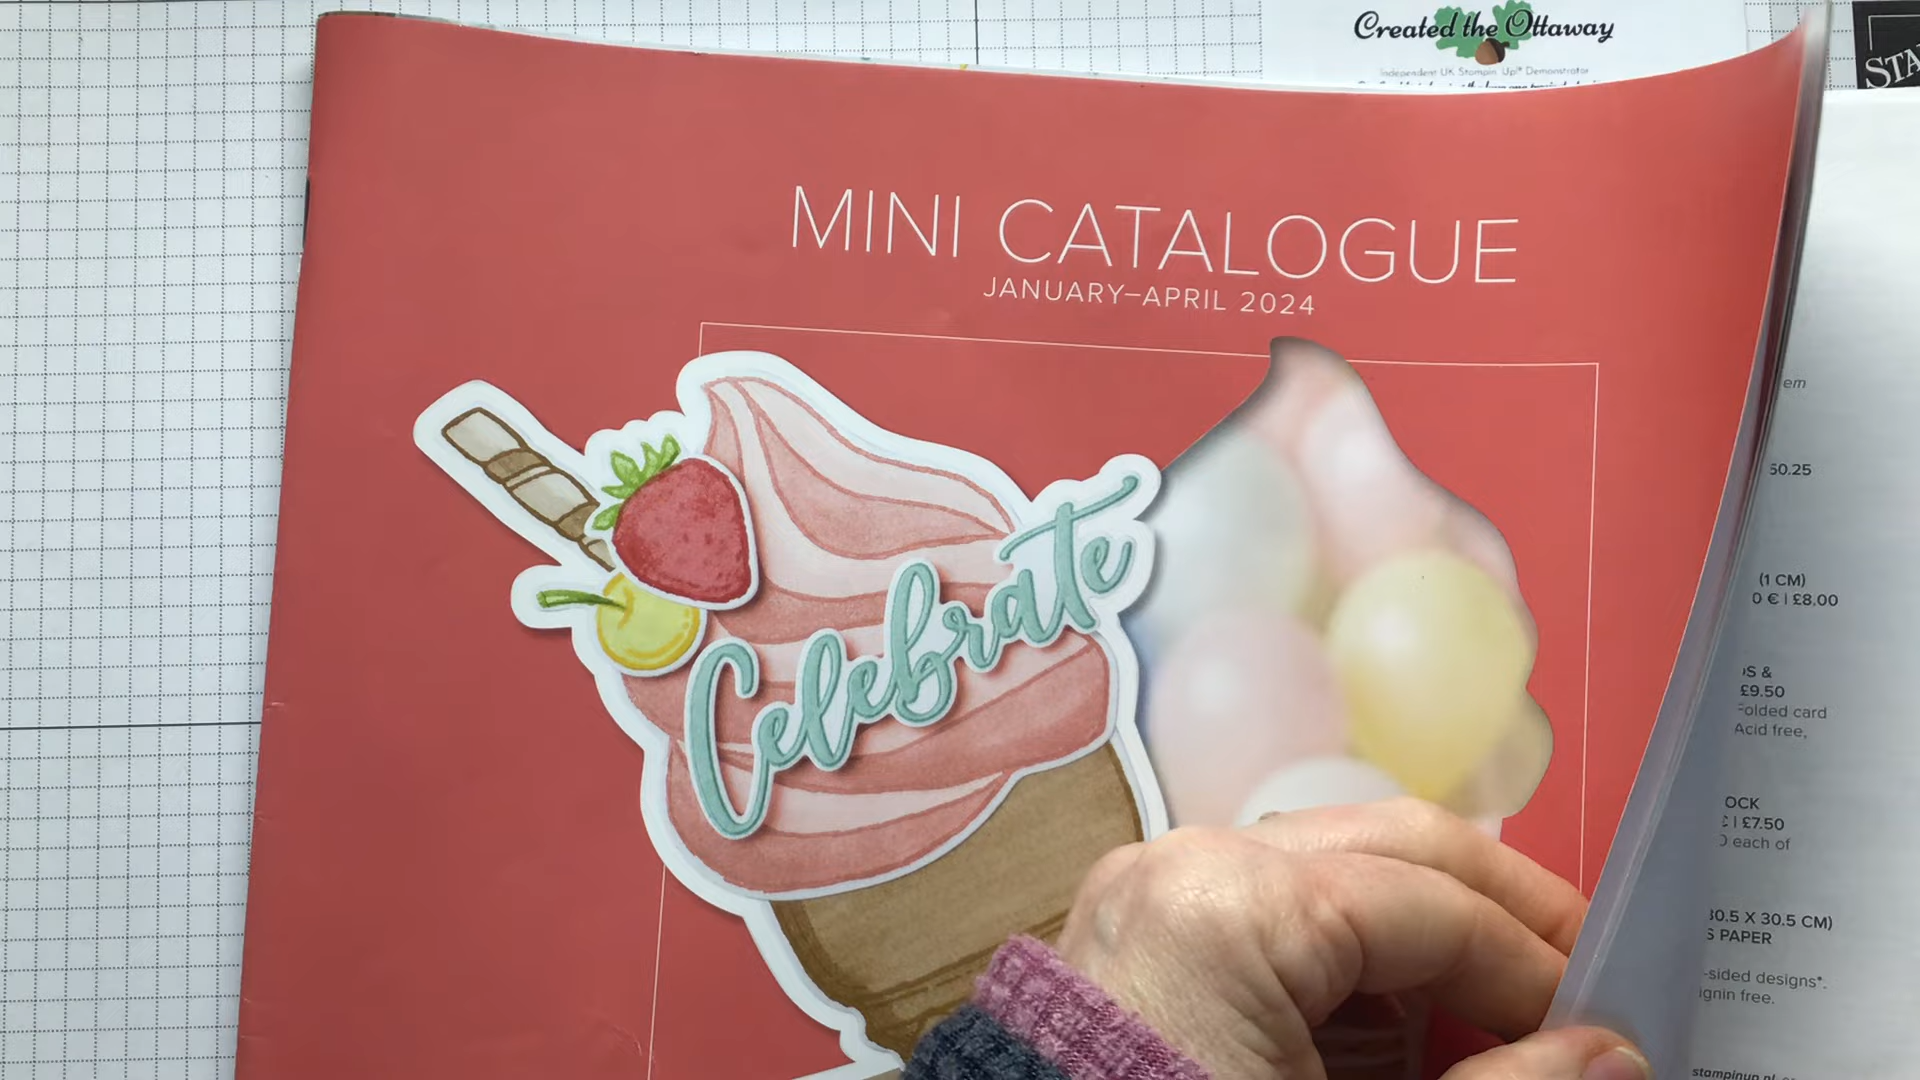 Created the Ottaway
Independent UK Stampin' Up!® Demonstrator
STA
MINI CATALOGUE
JANUARY–APRIL 2024
Celebrate
em
50.25
(1 CM)
0 € | £8.00
S &
£9.50
Folded card
Acid free,
OCK
| £7.50
each of
30.5 X 30.5 CM)
S PAPER
-sided designs*.
ignin free.